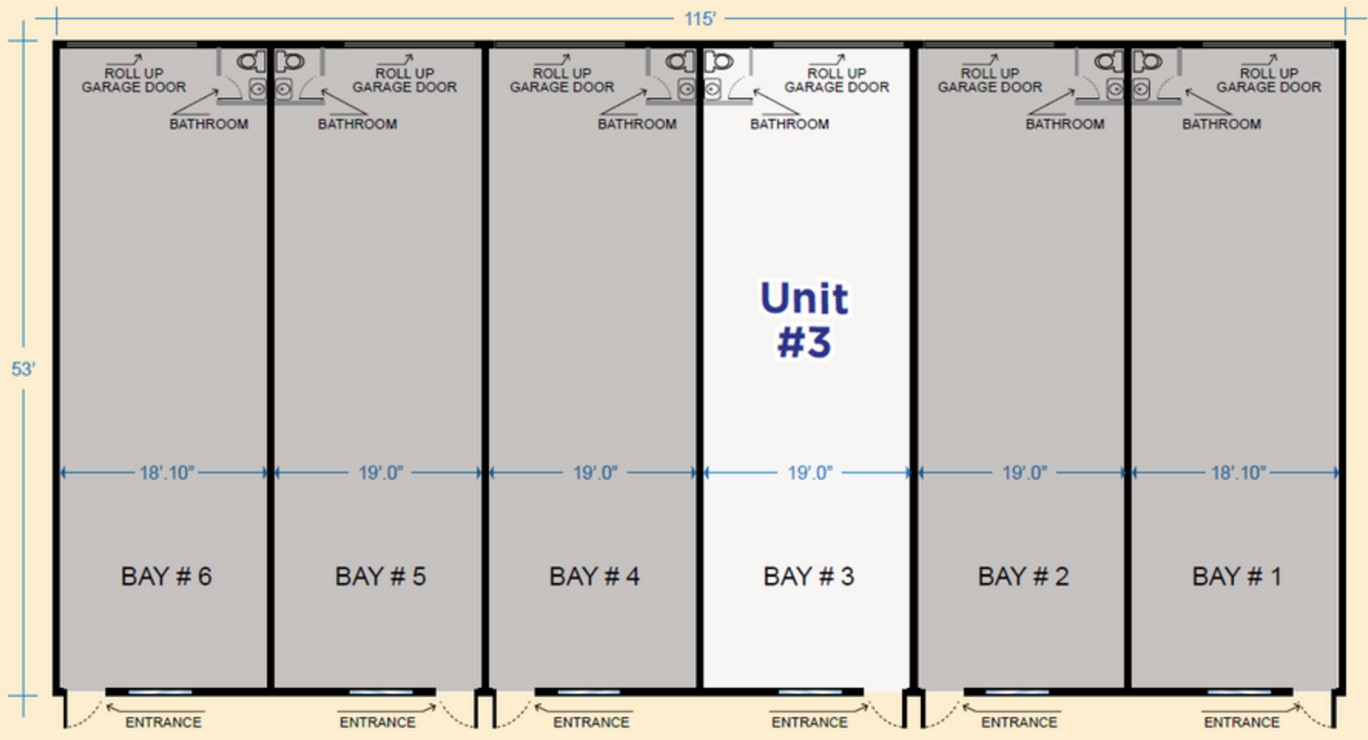 115'
ROLL UP
GARAGE DOOR
BATHROOM
ROLL UP
GARAGE DOOR
BATHROOM
ROLL UP
GARAGE DOOR
BATHROOM
ROLL UP
GARAGE DOOR
BATHROOM
ROLL UP
GARAGE DOOR
BATHROOM
ROLL UP
GARAGE DOOR
BATHROOM
Unit
#3
53'
18'.10" 19'.0" 19'.0" 19'.0" 19'.0" 18'.10"
BAY # 6 BAY # 5 BAY # 4 BAY # 3 BAY # 2 BAY # 1
ENTRANCE ENTRANCE ENTRANCE ENTRANCE ENTRANCE ENTRANCE